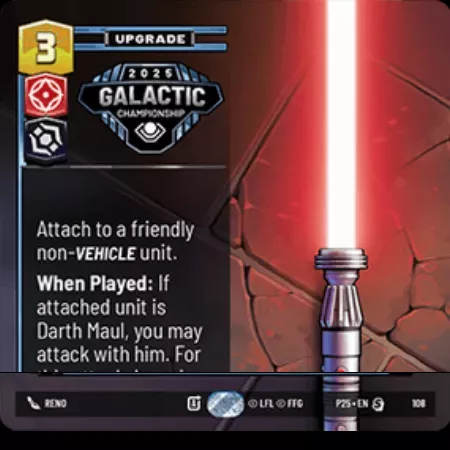 3
UPGRADE
2025
GALACTIC
CHAMPIONSHIP
Attach to a friendly
non-VEHICLE unit.
When Played: If
attached unit is
Darth Maul, you may
attack with him. For
RENO
© LFL © FFG
P25•EN
108